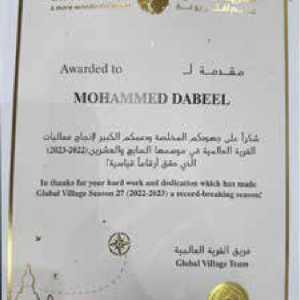 a more wonderful world
Awarded to
مقدمة لـ
MOHAMMED DABEEL
شكراً على جهودكم المخلصة ودعمكم الكبير لإنجاح فعاليات
القرية العالمية في موسمها السابع والعشرين (2022-2023)
الذي حقق أرقاماً قياسية!
In thanks for your hard work and dedication which has made
Global Village Season 27 (2022-2023) a record-breaking season!
فريق القرية العالمية
Global Village Team